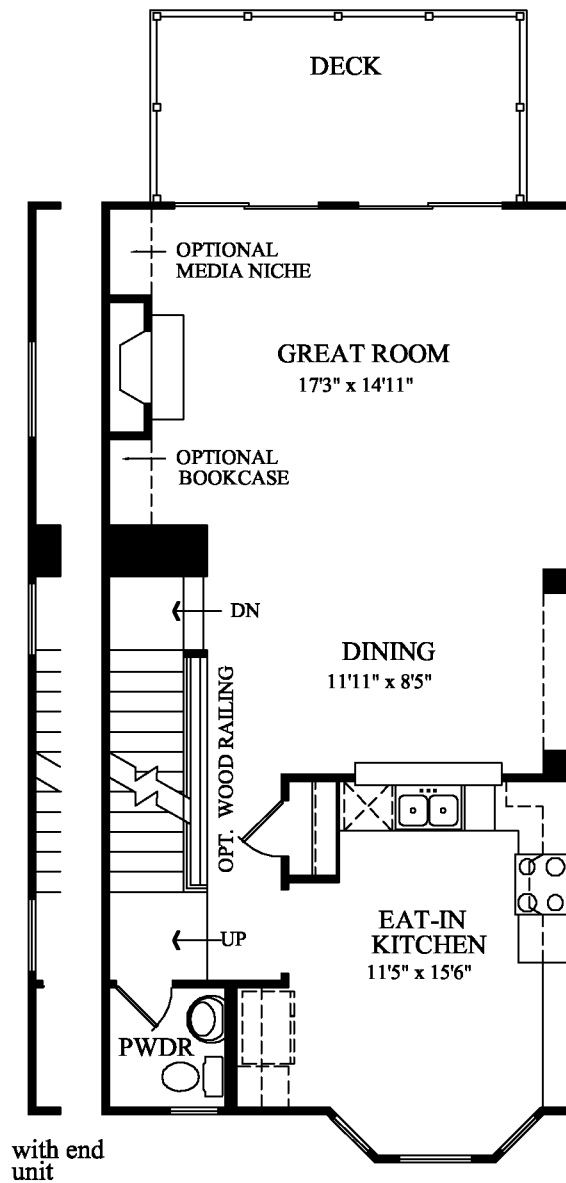 DECK
OPTIONAL
MEDIA NICHE
GREAT ROOM
17'3" x 14'11"
OPTIONAL
BOOKCASE
DN
DINING
11'11" x 8'5"
OPT. WOOD RAILING
UP
EAT-IN
KITCHEN
11'5" x 15'6"
PWDR
with end
unit